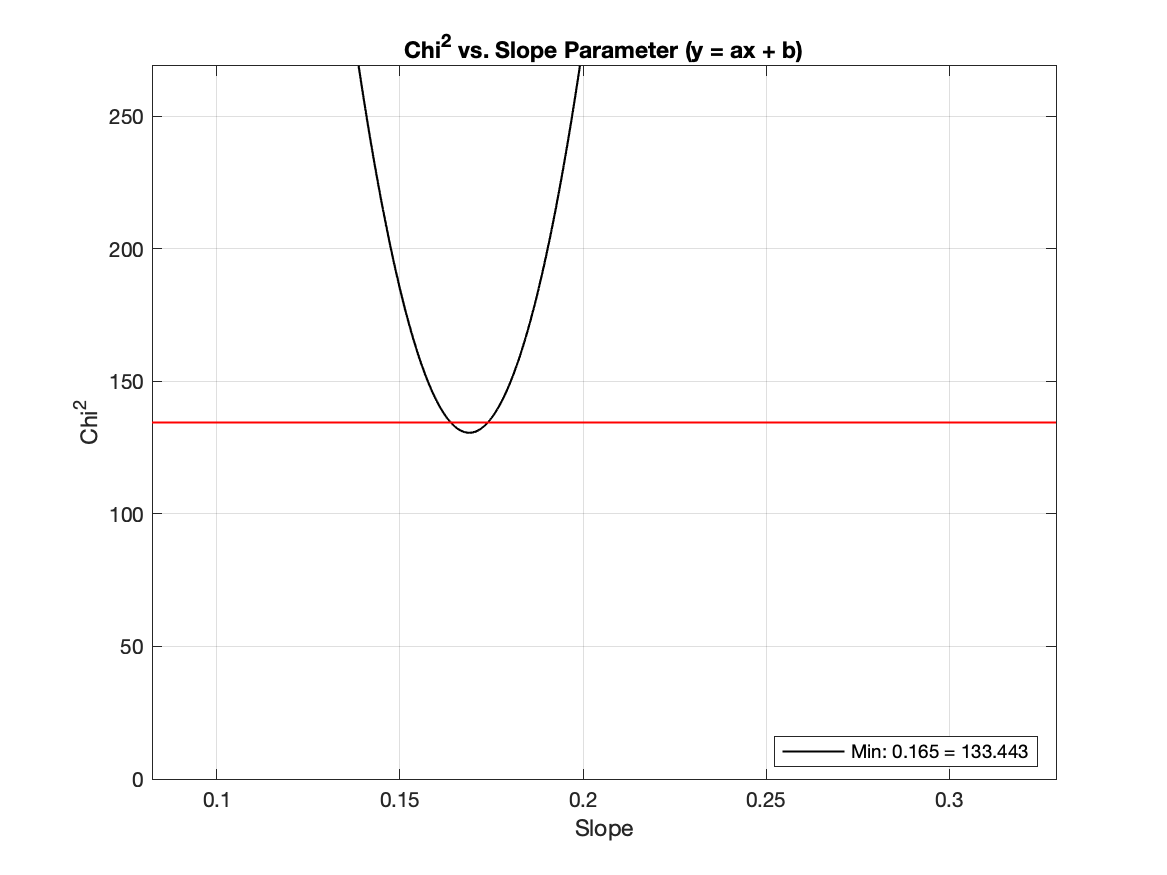 Chi2 vs. Slope Parameter (y = ax + b)
250
200
150
100
50
0
Chi2
0.1 0.15 0.2 0.25 0.3
Slope
Min: 0.165 = 133.443